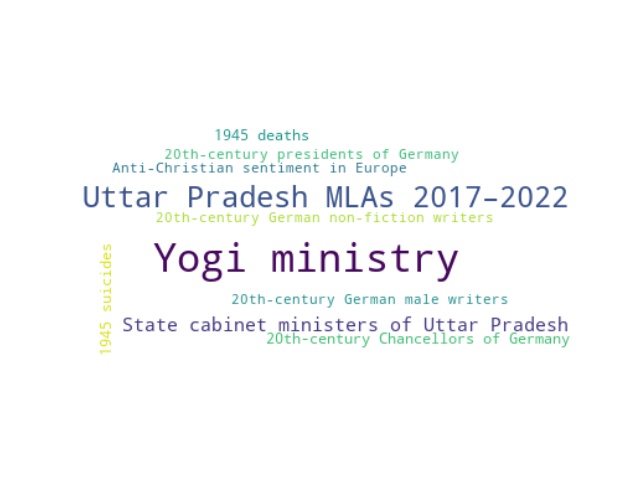 1945 deaths
20th-century presidents of Germany
Anti-Christian sentiment in Europe
Uttar Pradesh MLAs 2017–2022
20th-century German non-fiction writers
Yogi ministry
1945 suicides
20th-century German male writers
State cabinet ministers of Uttar Pradesh
20th-century Chancellors of Germany